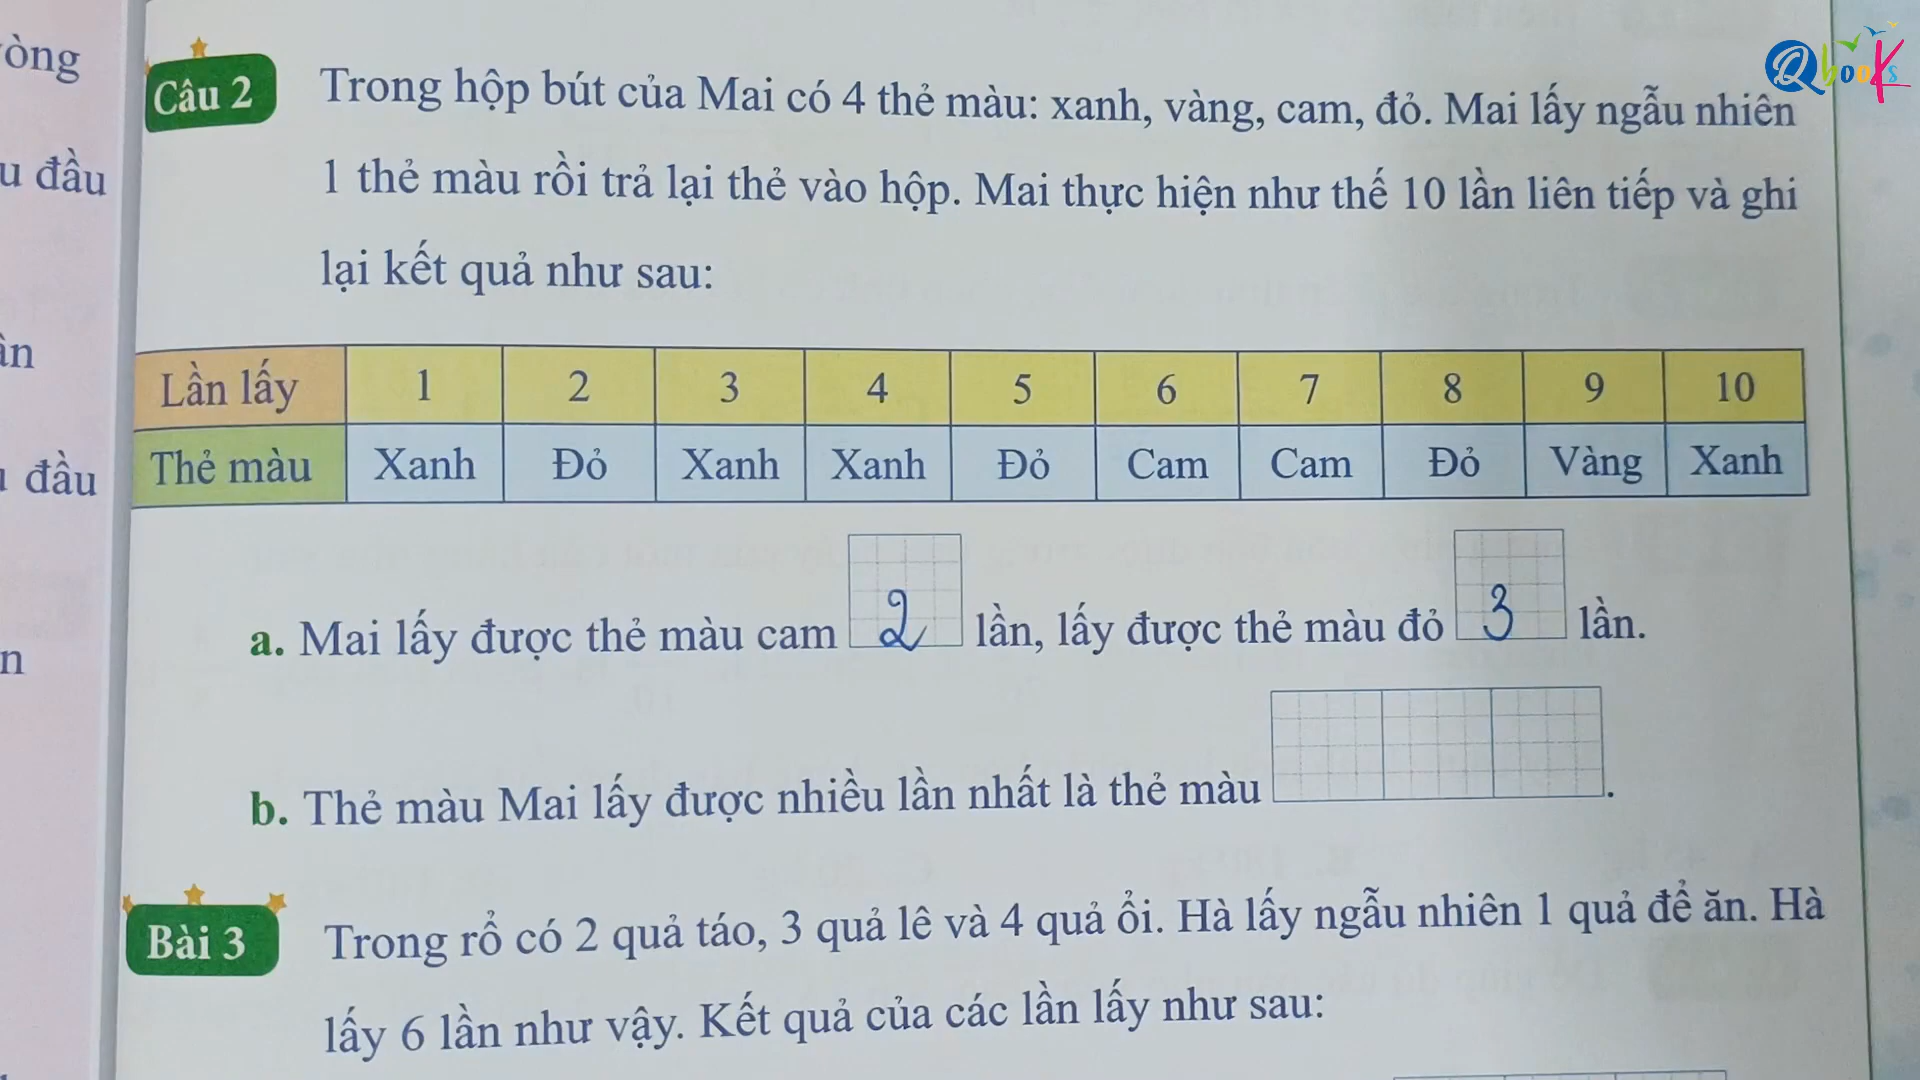 Qbooks
òng
u đầu
ần
đầu
n
Câu 2 Trong hộp bút của Mai có 4 thẻ màu: xanh, vàng, cam, đỏ. Mai lấy ngẫu nhiên
1 thẻ màu rồi trả lại thẻ vào hộp. Mai thực hiện như thế 10 lần liên tiếp và ghi
lại kết quả như sau:
Lần lấy 1 2 3 4 5 6 7 8 9 10
Thẻ màu Xanh Đỏ Xanh Xanh Đỏ Cam Cam Đỏ Vàng Xanh
a. Mai lấy được thẻ màu cam 2 lần, lấy được thẻ màu đỏ 3 lần.
b. Thẻ màu Mai lấy được nhiều lần nhất là thẻ màu .
Bài 3 Trong rổ có 2 quả táo, 3 quả lê và 4 quả ổi. Hà lấy ngẫu nhiên 1 quả để ăn. Hà
lấy 6 lần như vậy. Kết quả của các lần lấy như sau: